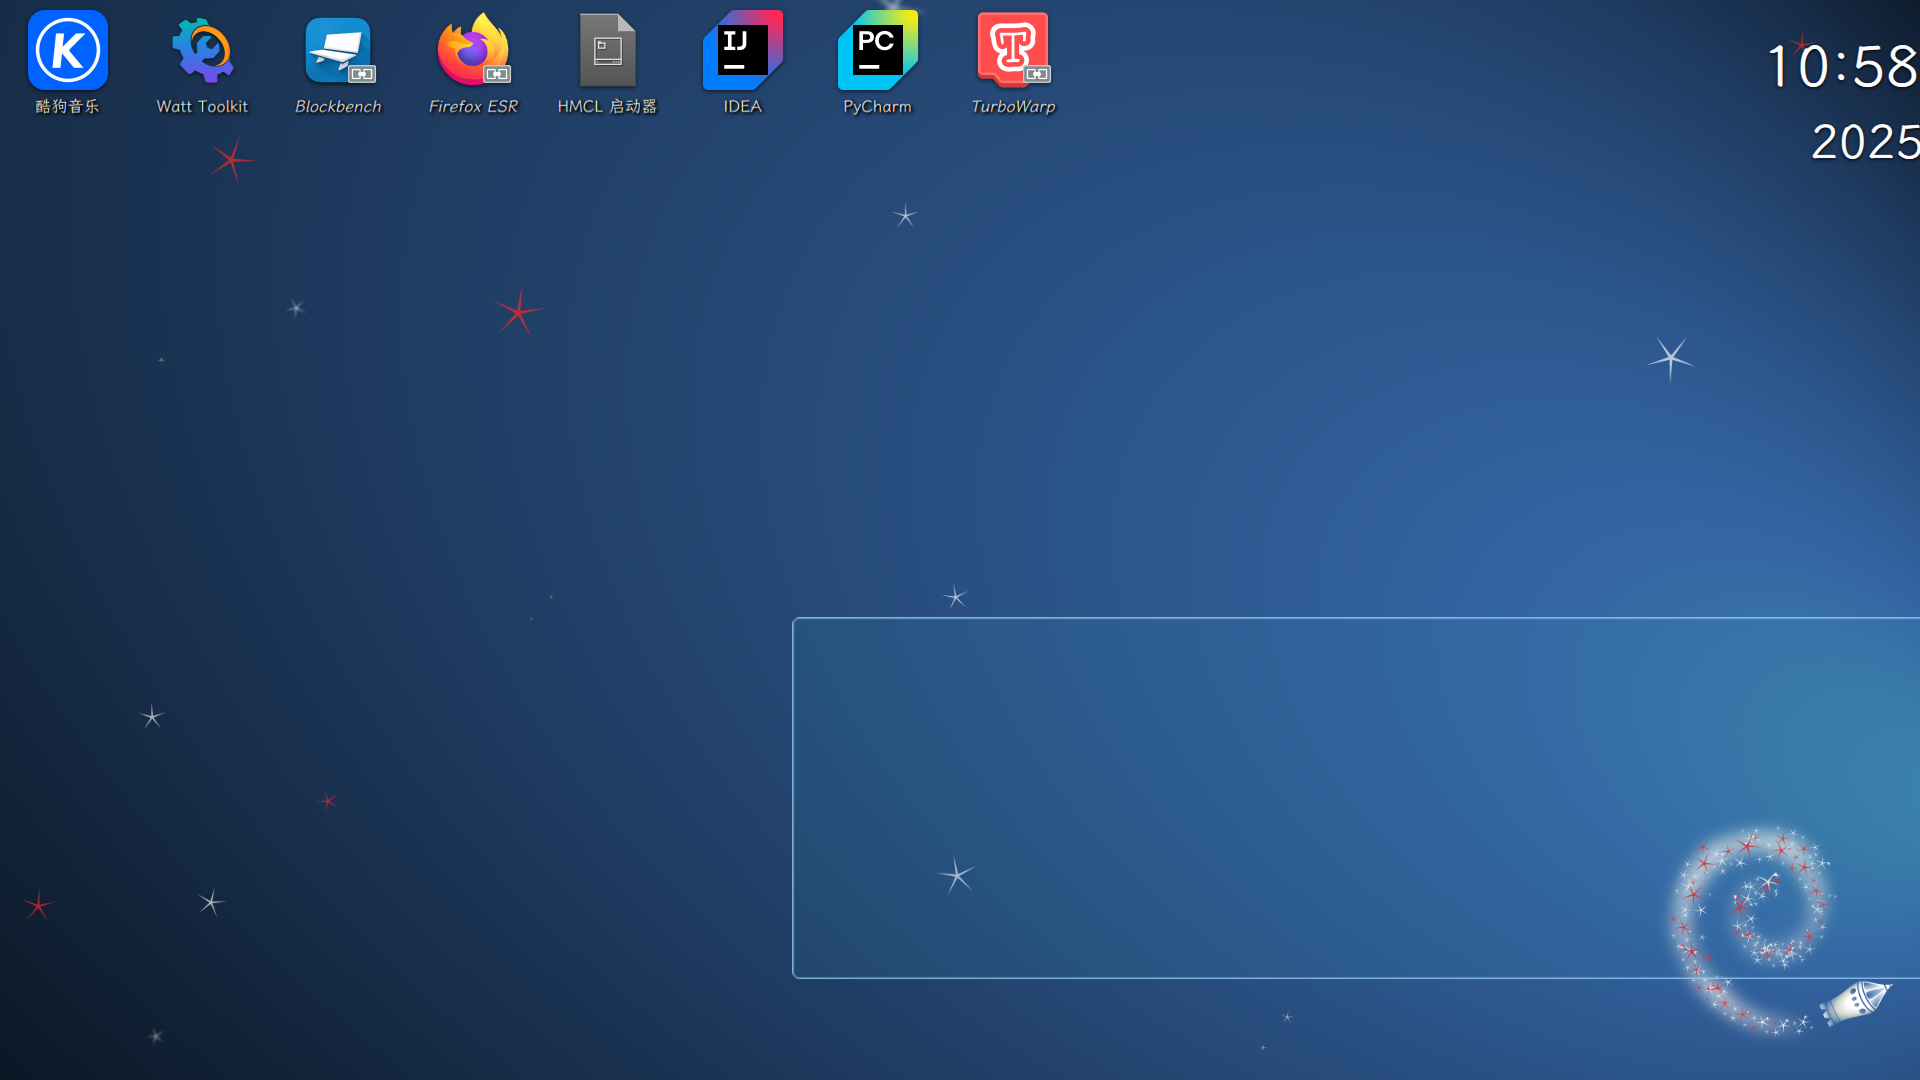 K
IJ
PC
T
酷狗音乐
Watt Toolkit
Blockbench
Firefox ESR
HMCL 启动器
IDEA
PyCharm
TurboWarp
10:58
2025